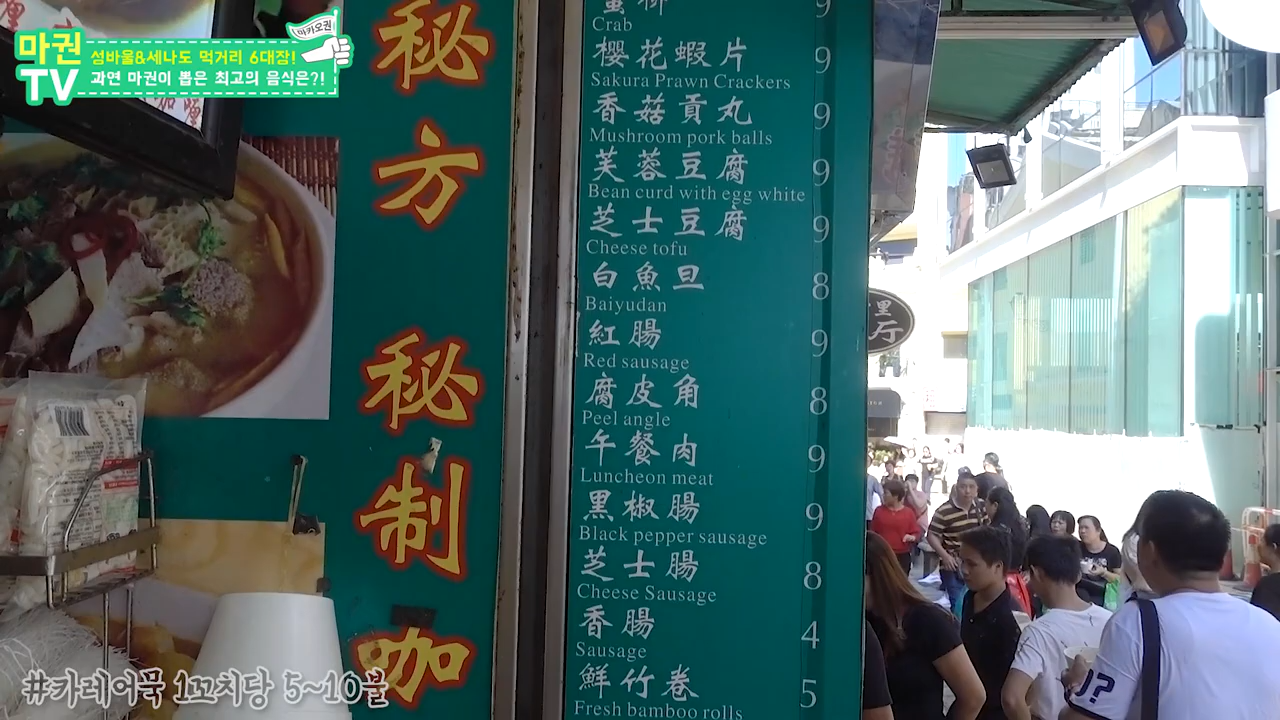 마카오권
마권
TV
섬바울&세나도 먹거리 6대장!
과연 마권이 뽑은 최고의 음식은?!
秘
方
秘
制
咖
Crab 9
櫻花蝦片 9
Sakura Prawn Crackers
香菇貢丸 9
Mushroom pork balls
芙蓉豆腐 9
Bean curd with egg white
芝士豆腐 9
Cheese tofu
白魚旦 8
Baiyudan
紅腸 9
Red sausage
腐皮角 8
Peel angle
午餐肉 9
Luncheon meat
黑椒腸 9
Black pepper sausage
芝士腸 8
Cheese Sausage
香腸 4
Sausage
鮮竹卷 5
Fresh bamboo rolls
里
厅
#카레어묵 1꼬치당 5~10분